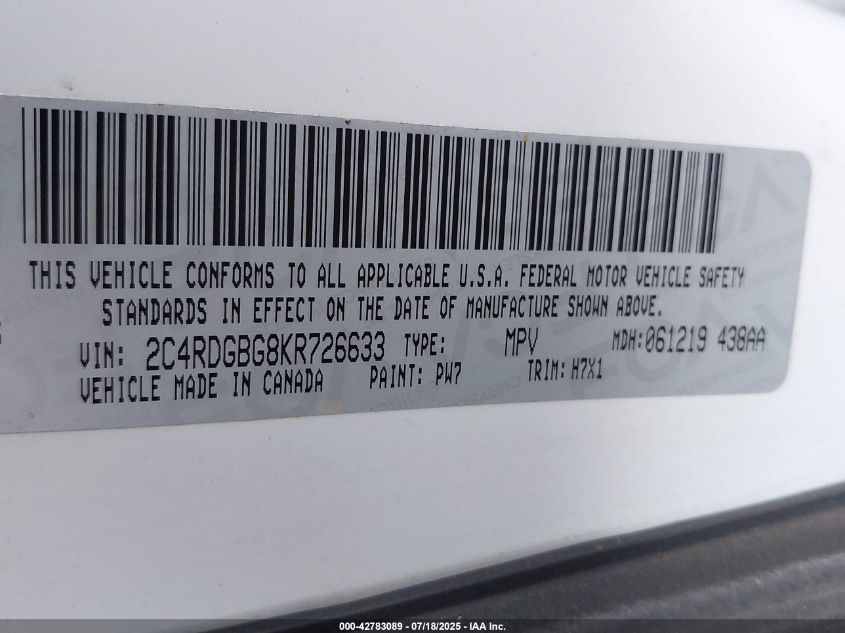 THIS VEHICLE CONFORMS TO ALL APPLICABLE U.S.A. FEDERAL MOTOR VEHICLE SAFETY
STANDARDS IN EFFECT ON THE DATE OF MANUFACTURE SHOWN ABOVE.
VIN: 2C4RDGBG8KR726633 TYPE: MPV MDH:061219 438AA
VEHICLE MADE IN CANADA PAINT: PW7 TRIM: H7X1
000-42783089 - 07/18/2025 - IAA Inc.